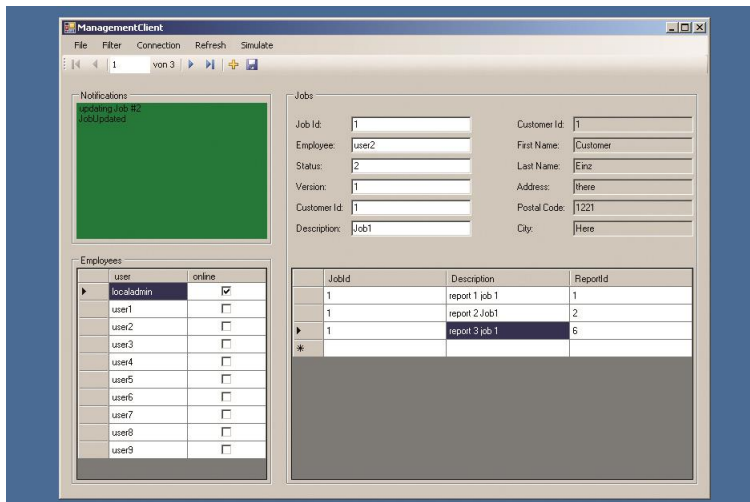 ManagementClient
File Filter Connection Refresh Simulate
1 von 3
Notifications
updating Job #2
JobUpdated
Jobs
Job Id: 1 Customer Id: 1
Employee: user2 First Name: Customer
Status: 2 Last Name: Einz
Version: 1 Address: there
Customer Id: 1 Postal Code: 1221
Description: Job1 City: Here
Employees
user online
localadmin
user1
user2
user3
user4
user5
user6
user7
user8
user9
JobId Description ReportId
1 report 1 job 1 1
1 report 2 Job1 2
1 report 3 job 1 6